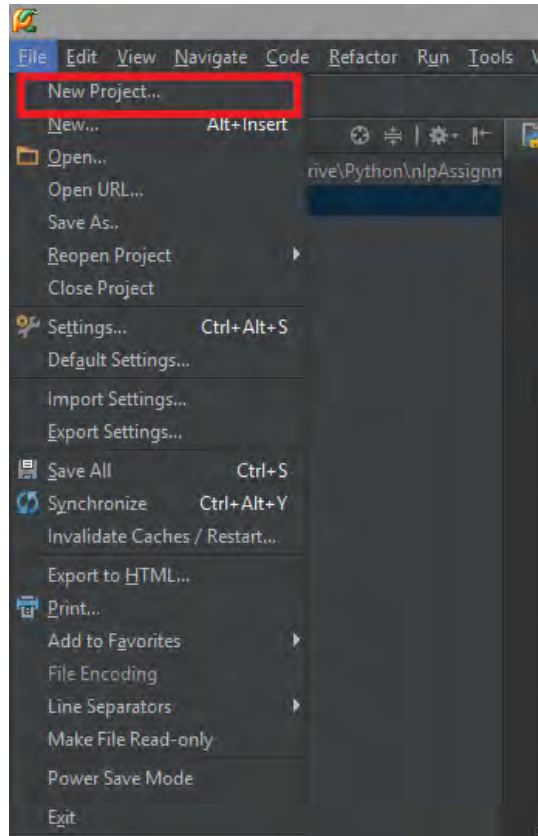 File Edit View Navigate Code Refactor Run Tools
New Project...
New... Alt+Insert
Open...
rive\Python\nlpAssignn
Open URL...
Save As..
Reopen Project
Close Project
Settings... Ctrl+Alt+S
Default Settings...
Import Settings...
Export Settings...
Save All Ctrl+S
Synchronize Ctrl+Alt+Y
Invalidate Caches / Restart...
Export to HTML...
Print...
Add to Favorites
File Encoding
Line Separators
Make File Read-only
Power Save Mode
Exit